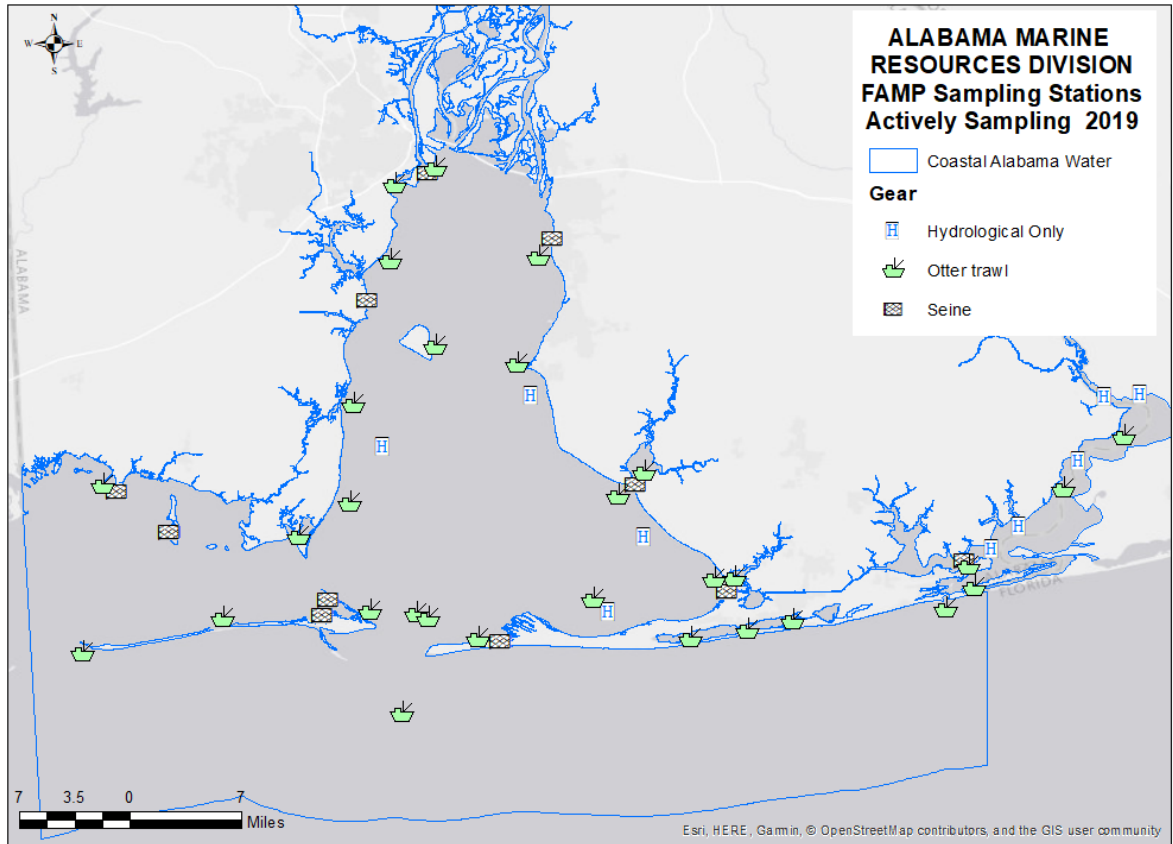 N
W E
S
ALABAMA MARINE
RESOURCES DIVISION
FAMP Sampling Stations
Actively Sampling 2019
Coastal Alabama Water
Gear
H Hydrological Only
Otter trawl
Seine
ALABAMA
H
H
H
H
H
H
H
H
H
ALABAMA
FLORIDA
7 3.5 0 7
Miles
Esri, HERE, Garmin, © OpenStreetMap contributors, and the GIS user community